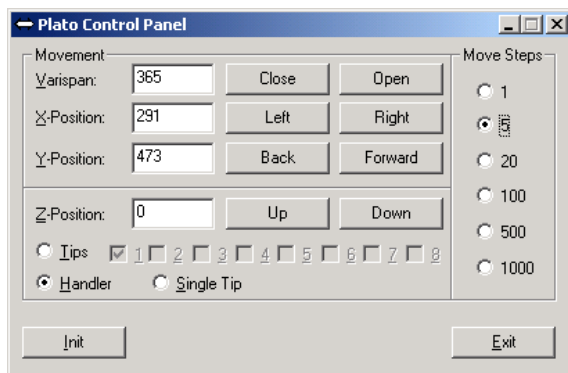 Plato Control Panel
Movement
Move Steps
Varispan: 365 Close Open
1
X-Position: 291 Left Right
5
Y-Position: 473 Back Forward
20
Z-Position: 0 Up Down
100
Tips 1 2 3 4 5 6 7 8
500
Handler Single Tip
1000
Init Exit